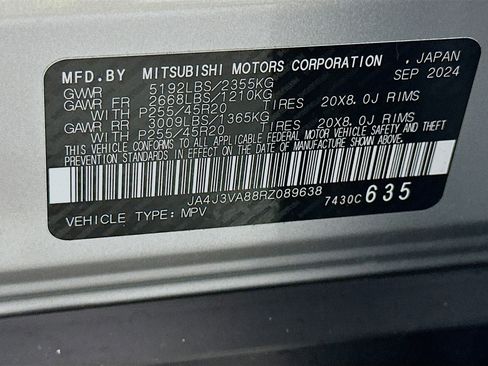 MFD.BY MITSUBISHI MOTORS CORPORATION , JAPAN
SEP 2024
GVWR 5192LBS/2355KG
GAWR FR 2668LBS/1210KG
WITH P255/45R20 TIRES 20X8.0J RIMS
GAWR RR 3009LBS/1365KG
WITH P255/45R20 TIRES 20X8.0J RIMS
THIS VEHICLE CONFORMS TO ALL APPLICABLE FEDERAL MOTOR VEHICLE SAFETY AND THEFT
PREVENTION STANDARDS IN EFFECT ON THE DATE OF MANUFACTURE SHOWN ABOVE.
JA4J3VA88RZ089638
VEHICLE TYPE: MPV 7430C 635